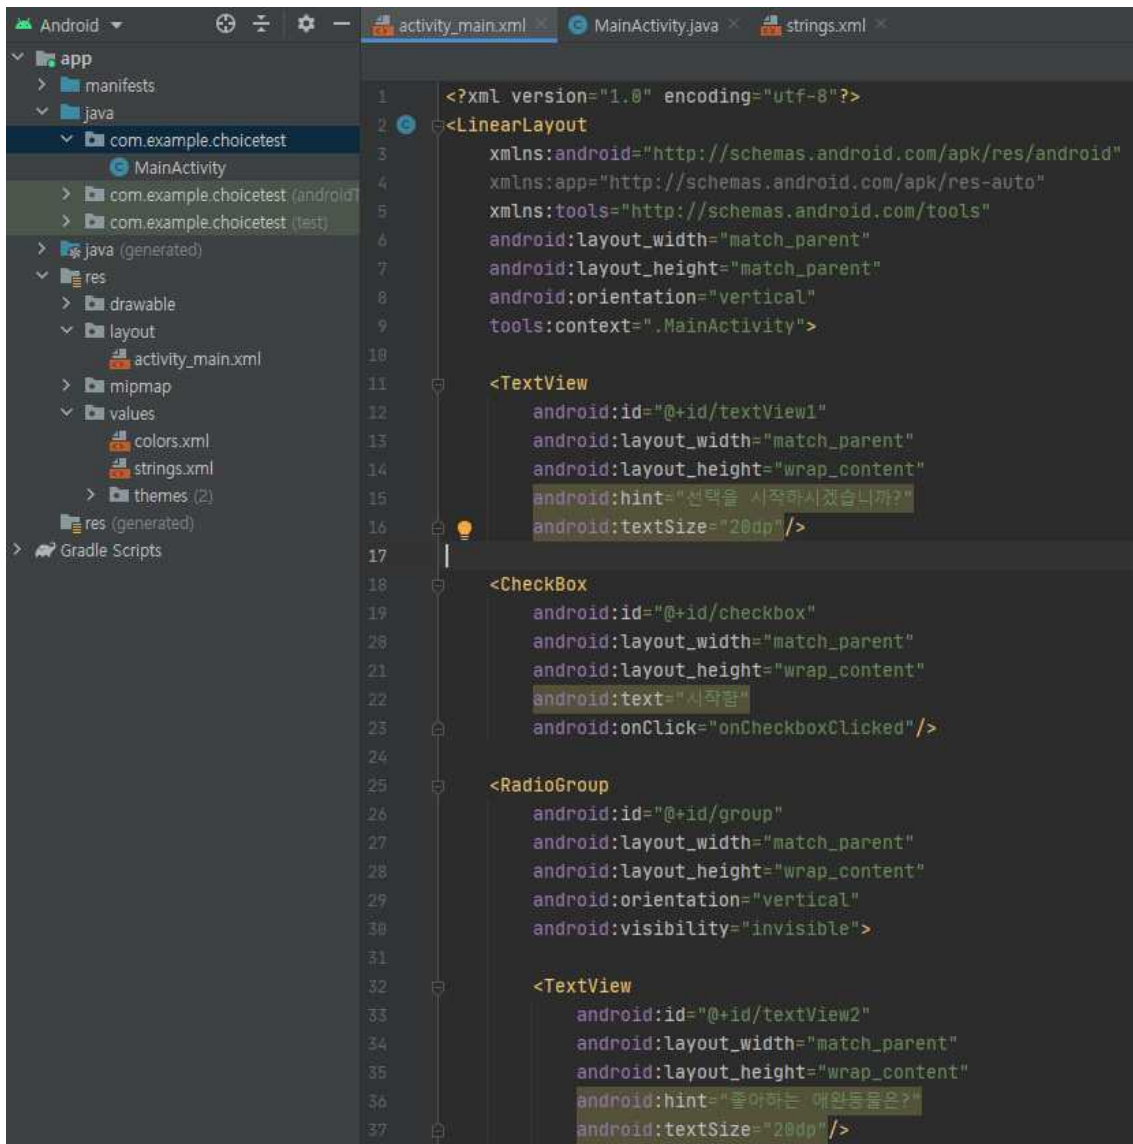 Android
activity_main.xml
MainActivity.java
strings.xml
app
manifests
java
com.example.choicetest
MainActivity
com.example.choicetest (androidT
com.example.choicetest (test)
java (generated)
res
drawable
layout
activity_main.xml
mipmap
values
colors.xml
strings.xml
themes (2)
res (generated)
Gradle Scripts
1 <?xml version="1.0" encoding="utf-8"?>
2 <LinearLayout
3 xmlns:android="http://schemas.android.com/apk/res/android"
4 xmlns:app="http://schemas.android.com/apk/res-auto"
5 xmlns:tools="http://schemas.android.com/tools"
6 android:layout_width="match_parent"
7 android:layout_height="match_parent"
8 android:orientation="vertical"
9 tools:context=".MainActivity">
10
11 <TextView
12 android:id="@+id/textView1"
13 android:layout_width="match_parent"
14 android:layout_height="wrap_content"
15 android:hint="선택을 시작하시겠습니까?"
16 android:textSize="20dp"/>
17
18 <CheckBox
19 android:id="@+id/checkbox"
20 android:layout_width="match_parent"
21 android:layout_height="wrap_content"
22 android:text="시작함"
23 android:onClick="onCheckboxClicked"/>
24
25 <RadioGroup
26 android:id="@+id/group"
27 android:layout_width="match_parent"
28 android:layout_height="wrap_content"
29 android:orientation="vertical"
30 android:visibility="invisible">
31
32 <TextView
33 android:id="@+id/textView2"
34 android:layout_width="match_parent"
35 android:layout_height="wrap_content"
36 android:hint="좋아하는 애완동물은?"
37 android:textSize="20dp"/>